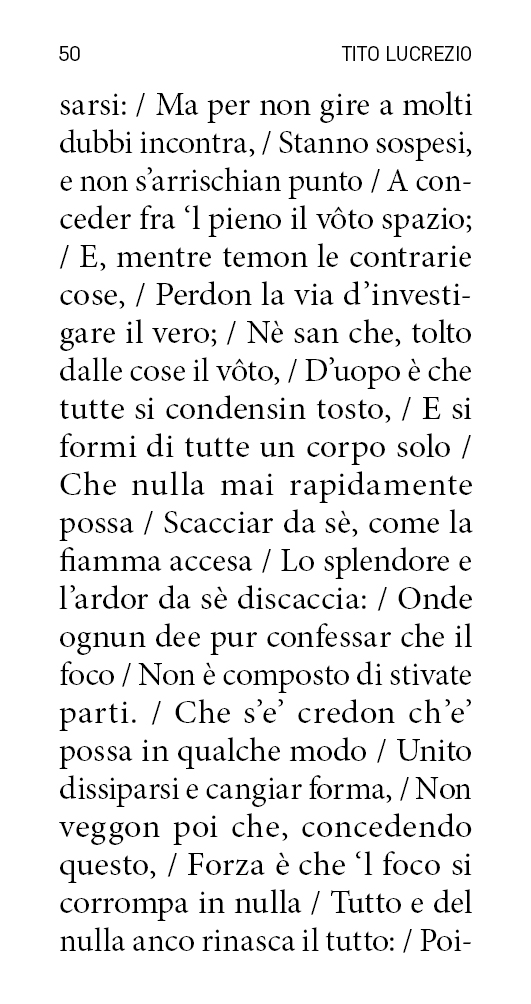 50 TITO LUCREZIO
sarsi: / Ma per non gire a molti
dubbi incontra, / Stanno sospesi,
e non s’arrischian punto / A con-
ceder fra ‘l pieno il vôto spazio;
/ E, mentre temon le contrarie
cose, / Perdon la via d’investi-
gare il vero; / Nè san che, tolto
dalle cose il vôto, / D’uopo è che
tutte si condensin tosto, / E si
formi di tutte un corpo solo /
Che nulla mai rapidamente
possa / Scacciar da sè, come la
fiamma accesa / Lo splendore e
l’ardor da sè discaccia: / Onde
ognun dee pur confessar che il
foco / Non è composto di stivate
parti. / Che s’e’ credon ch’e’
possa in qualche modo / Unito
dissiparsi e cangiar forma, / Non
veggon poi che, concedendo
questo, / Forza è che ‘l foco si
corrompa in nulla / Tutto e del
nulla anco rinasca il tutto: / Poi-